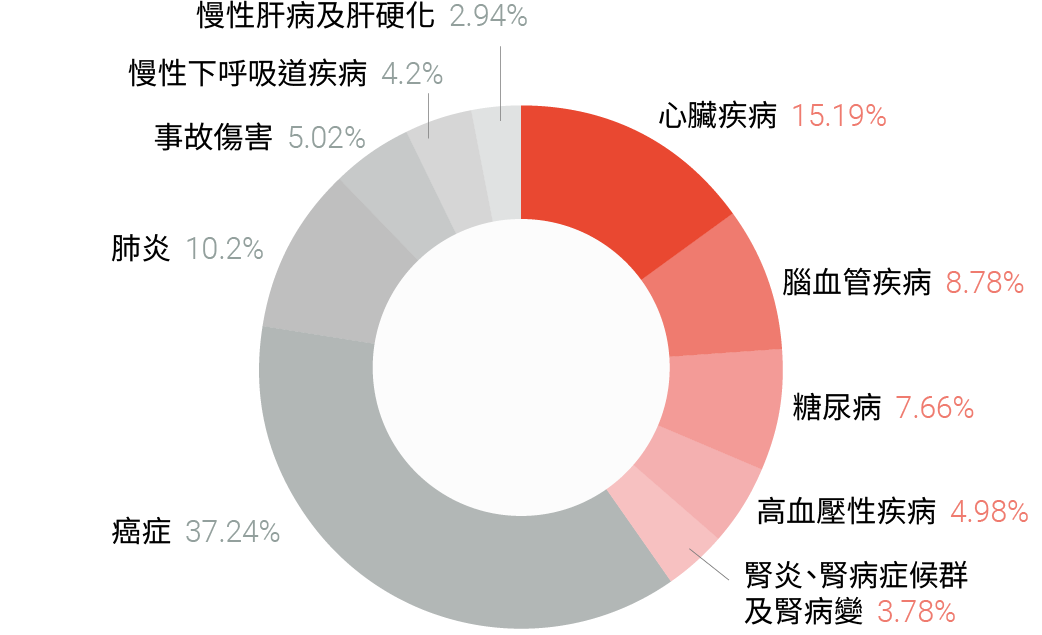 慢性肝病及肝硬化 2.94%
慢性下呼吸道疾病 4.2%
事故傷害 5.02%
肺炎 10.2%
癌症 37.24%
心臟疾病 15.19%
腦血管疾病 8.78%
糖尿病 7.66%
高血壓性疾病 4.98%
腎炎、腎病症候群
及腎病變 3.78%